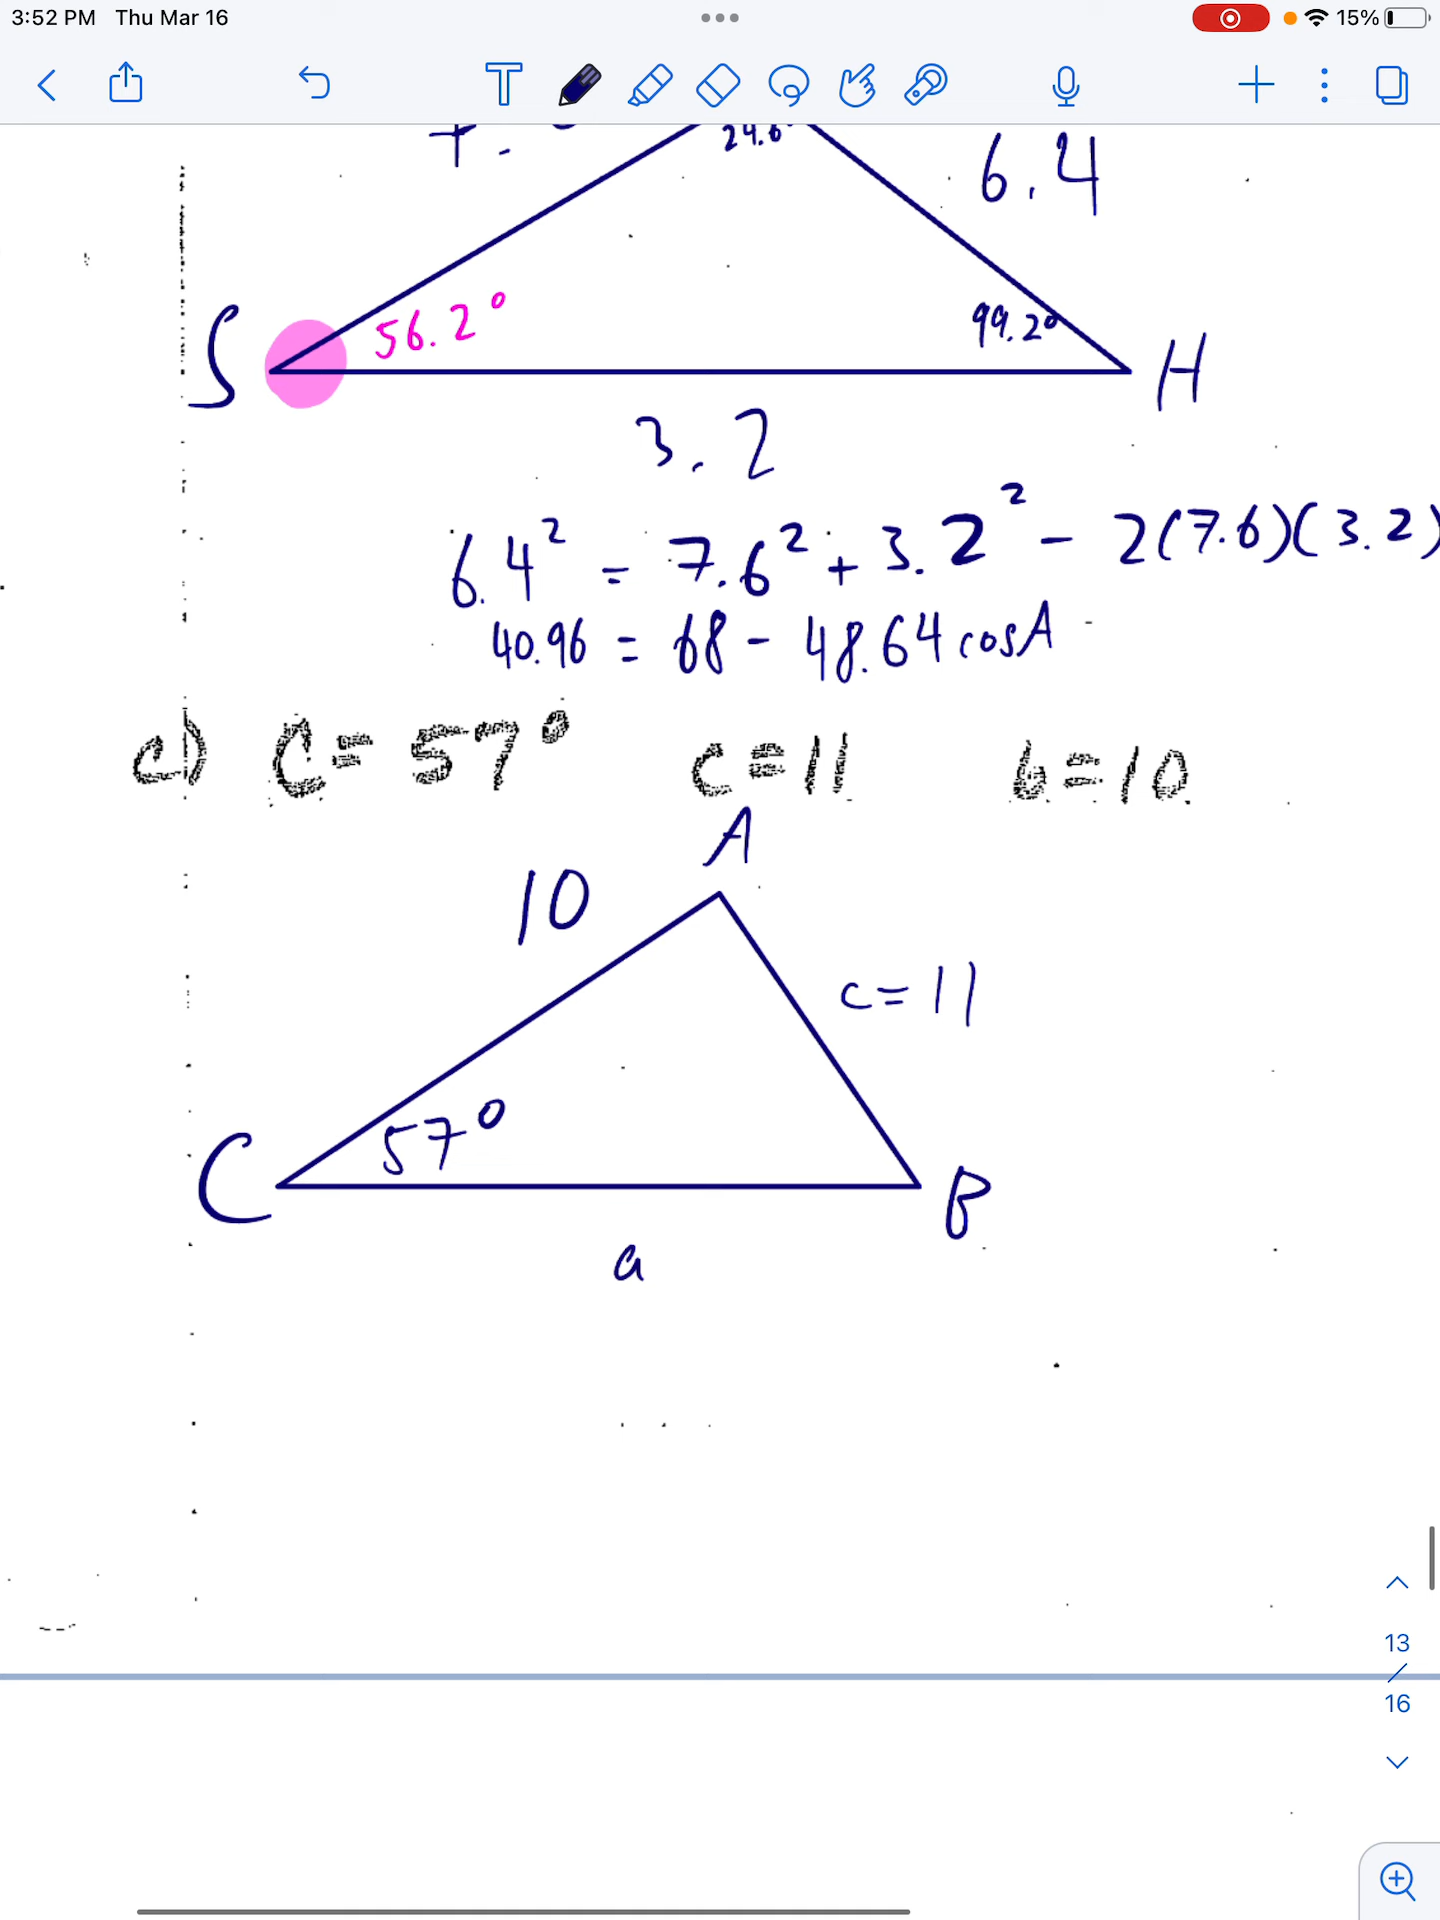 3:52 PM Thu Mar 16
15%
T
24.6°
6.4
S
56.2°
99.2°
H
3.2
6.4² = 7.6² + 3.2² - 2(7.6)(3.2)
40.96 = 68 - 48.64 cosA
c) C = 57° c = 11 b = 10
A
10
c = 11
57°
C
B
a
13
16